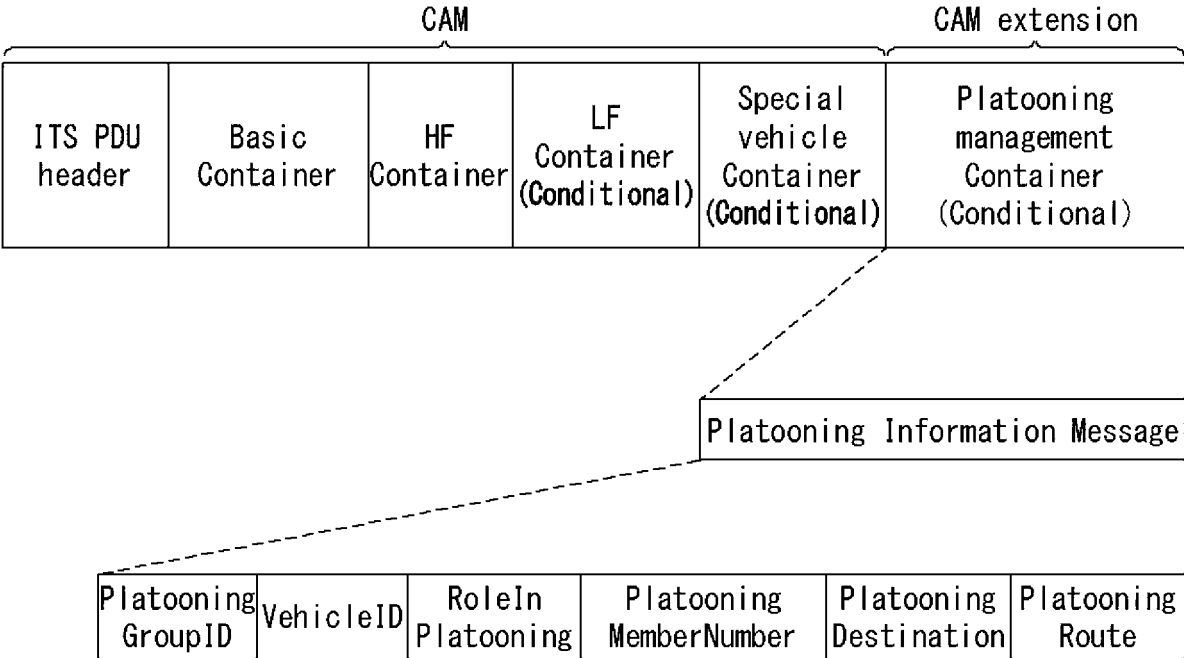 CAM
CAM extension
ITS PDU
header
Basic
Container
HF
Container
LF
Container
(Conditional)
Special
vehicle
Container
(Conditional)
Platooning
management
Container
(Conditional)
Platooning Information Message
Platooning
GroupID
VehicleID
RoleIn
Platooning
Platooning
MemberNumber
Platooning
Destination
Platooning
Route